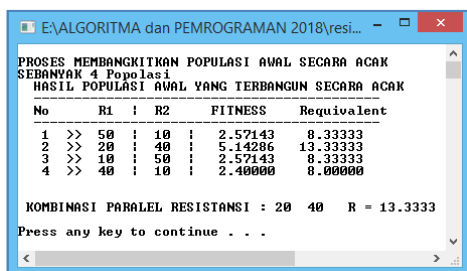 E:\ALGORITMA dan PEMROGRAMAN 2018\resi...
PROSES MEMBANGKITKAN POPULASI AWAL SECARA ACAK
SEBANYAK 4 Popolasi
HASIL POPULASI AWAL YANG TERBANGUN SECARA ACAK
No R1 ¦ R2 FITNESS Requivalent
1 >> 50 ¦ 10 ¦ 2.57143 8.33333
2 >> 20 ¦ 40 ¦ 5.14286 13.33333
3 >> 10 ¦ 50 ¦ 2.57143 8.33333
4 >> 40 ¦ 10 ¦ 2.40000 8.00000
KOMBINASI PARALEL RESISTANSI : 20 40 R = 13.3333
Press any key to continue . . .